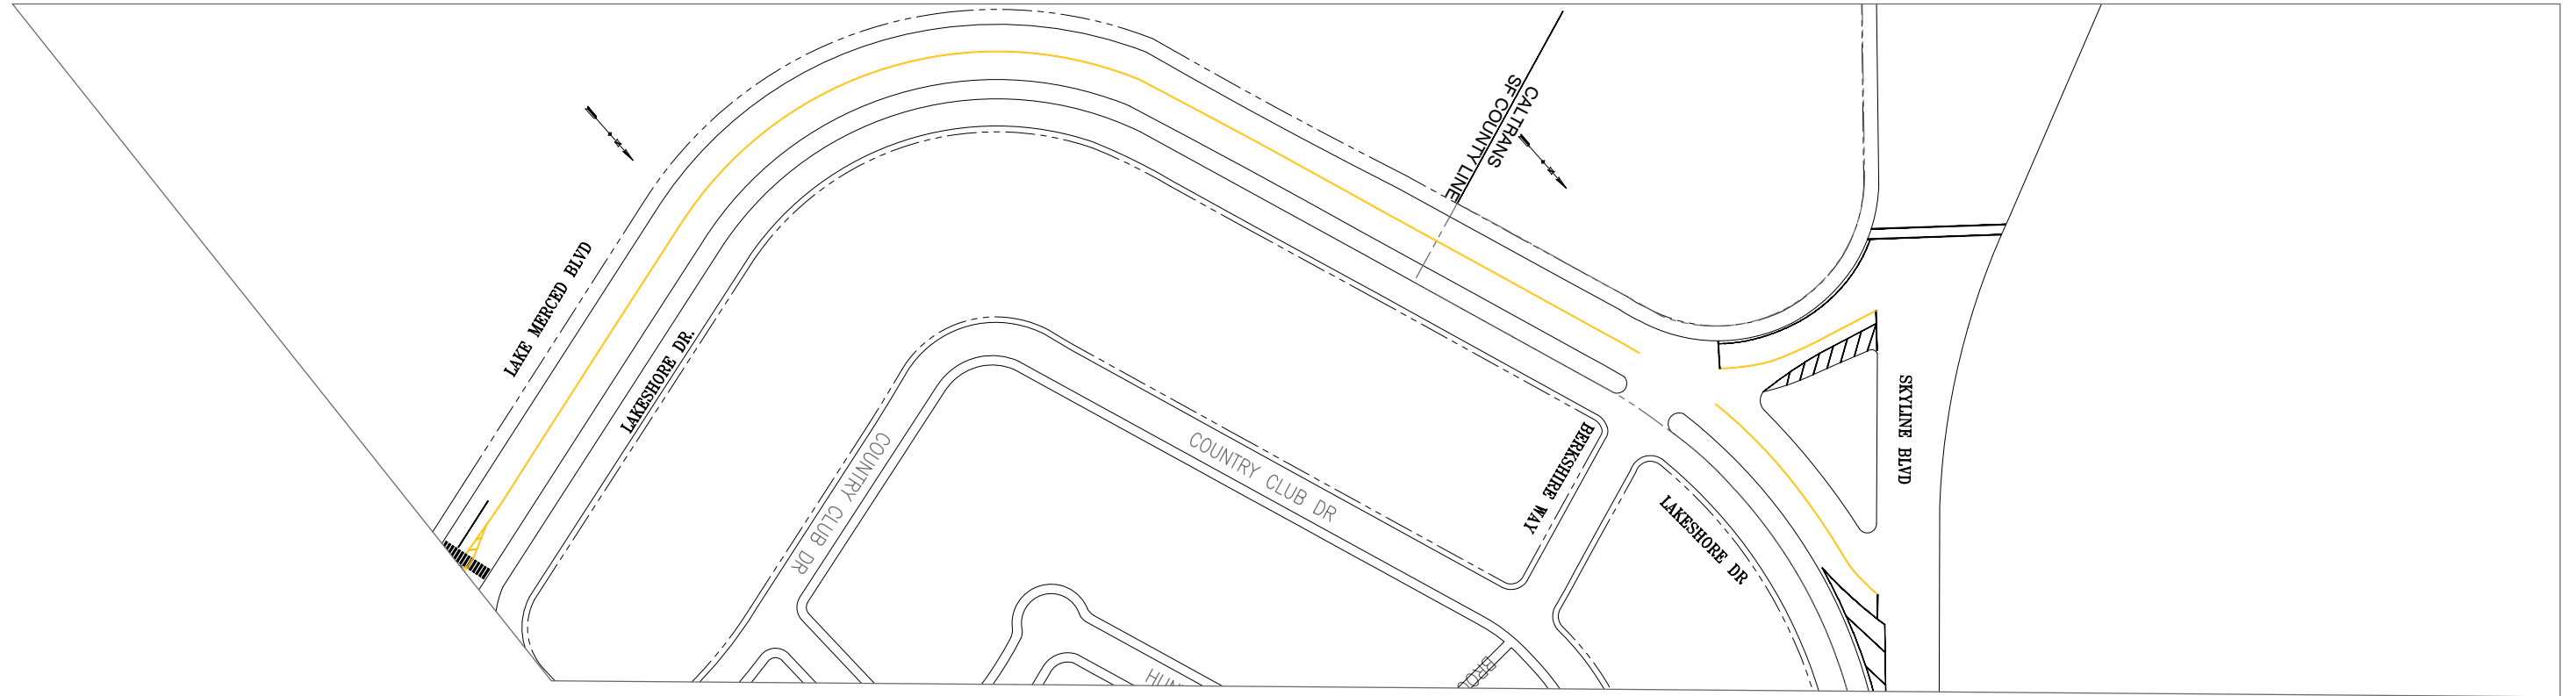 CALTRANS
SF COUNTY LINE
LAKE MERCED BLVD
LAKESHORE DR.
COUNTRY CLUB DR
COUNTRY CLUB DR
BERKSHIRE WAY
SKYLINE BLVD
LAKESHORE DR